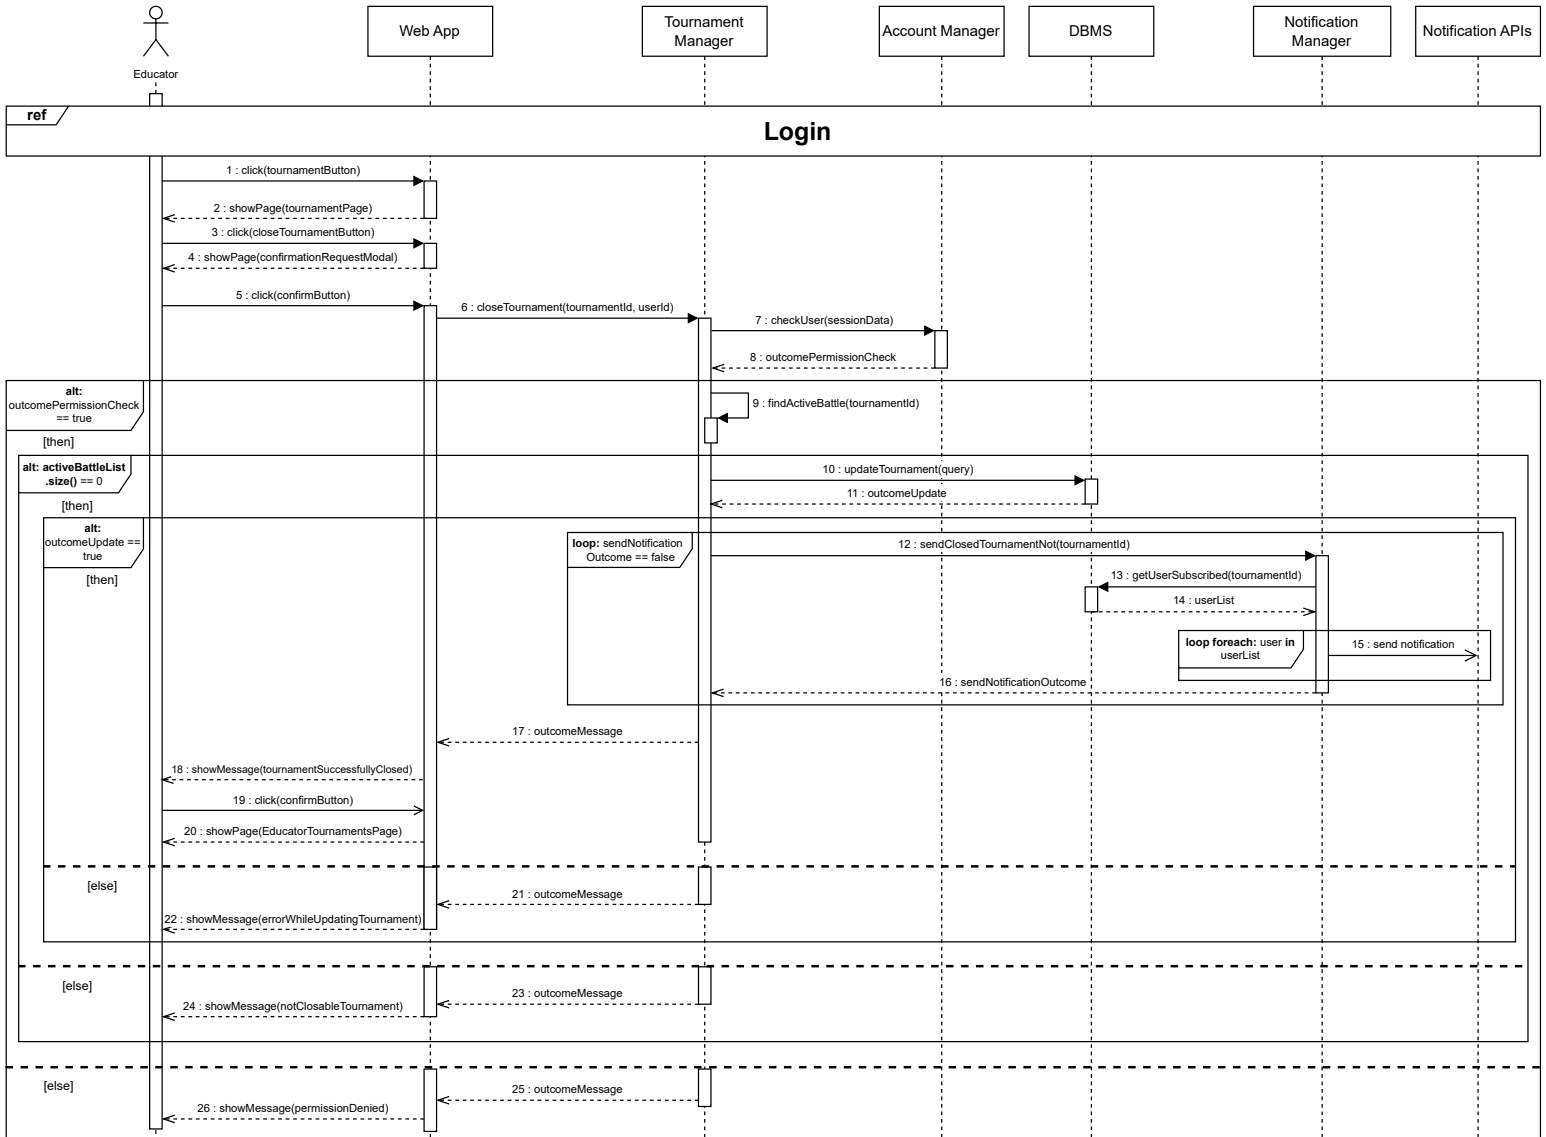 Educator
Web App
Tournament
Manager
Account Manager
DBMS
Notification
Manager
Notification APIs
ref
Login
1 : click(tournamentButton)
2 : showPage(tournamentPage)
3 : click(closeTournamentButton)
4 : showPage(confirmationRequestModal)
5 : click(confirmButton)
6 : closeTournament(tournamentId, userId)
7 : checkUser(sessionData)
8 : outcomePermissionCheck
alt:
outcomePermissionCheck
== true
[then]
9 : findActiveBattle(tournamentId)
alt: activeBattleList
.size() == 0
[then]
10 : updateTournament(query)
11 : outcomeUpdate
alt:
outcomeUpdate ==
true
[then]
loop: sendNotification
Outcome == false
12 : sendClosedTournamentNot(tournamentId)
13 : getUserSubscribed(tournamentId)
14 : userList
loop foreach: user in
userList
15 : send notification
16 : sendNotificationOutcome
17 : outcomeMessage
18 : showMessage(tournamentSuccessfullyClosed)
19 : click(confirmButton)
20 : showPage(EducatorTournamentsPage)
[else]
21 : outcomeMessage
22 : showMessage(errorWhileUpdatingTournament)
[else]
23 : outcomeMessage
24 : showMessage(notClosableTournament)
[else]
25 : outcomeMessage
26 : showMessage(permissionDenied)